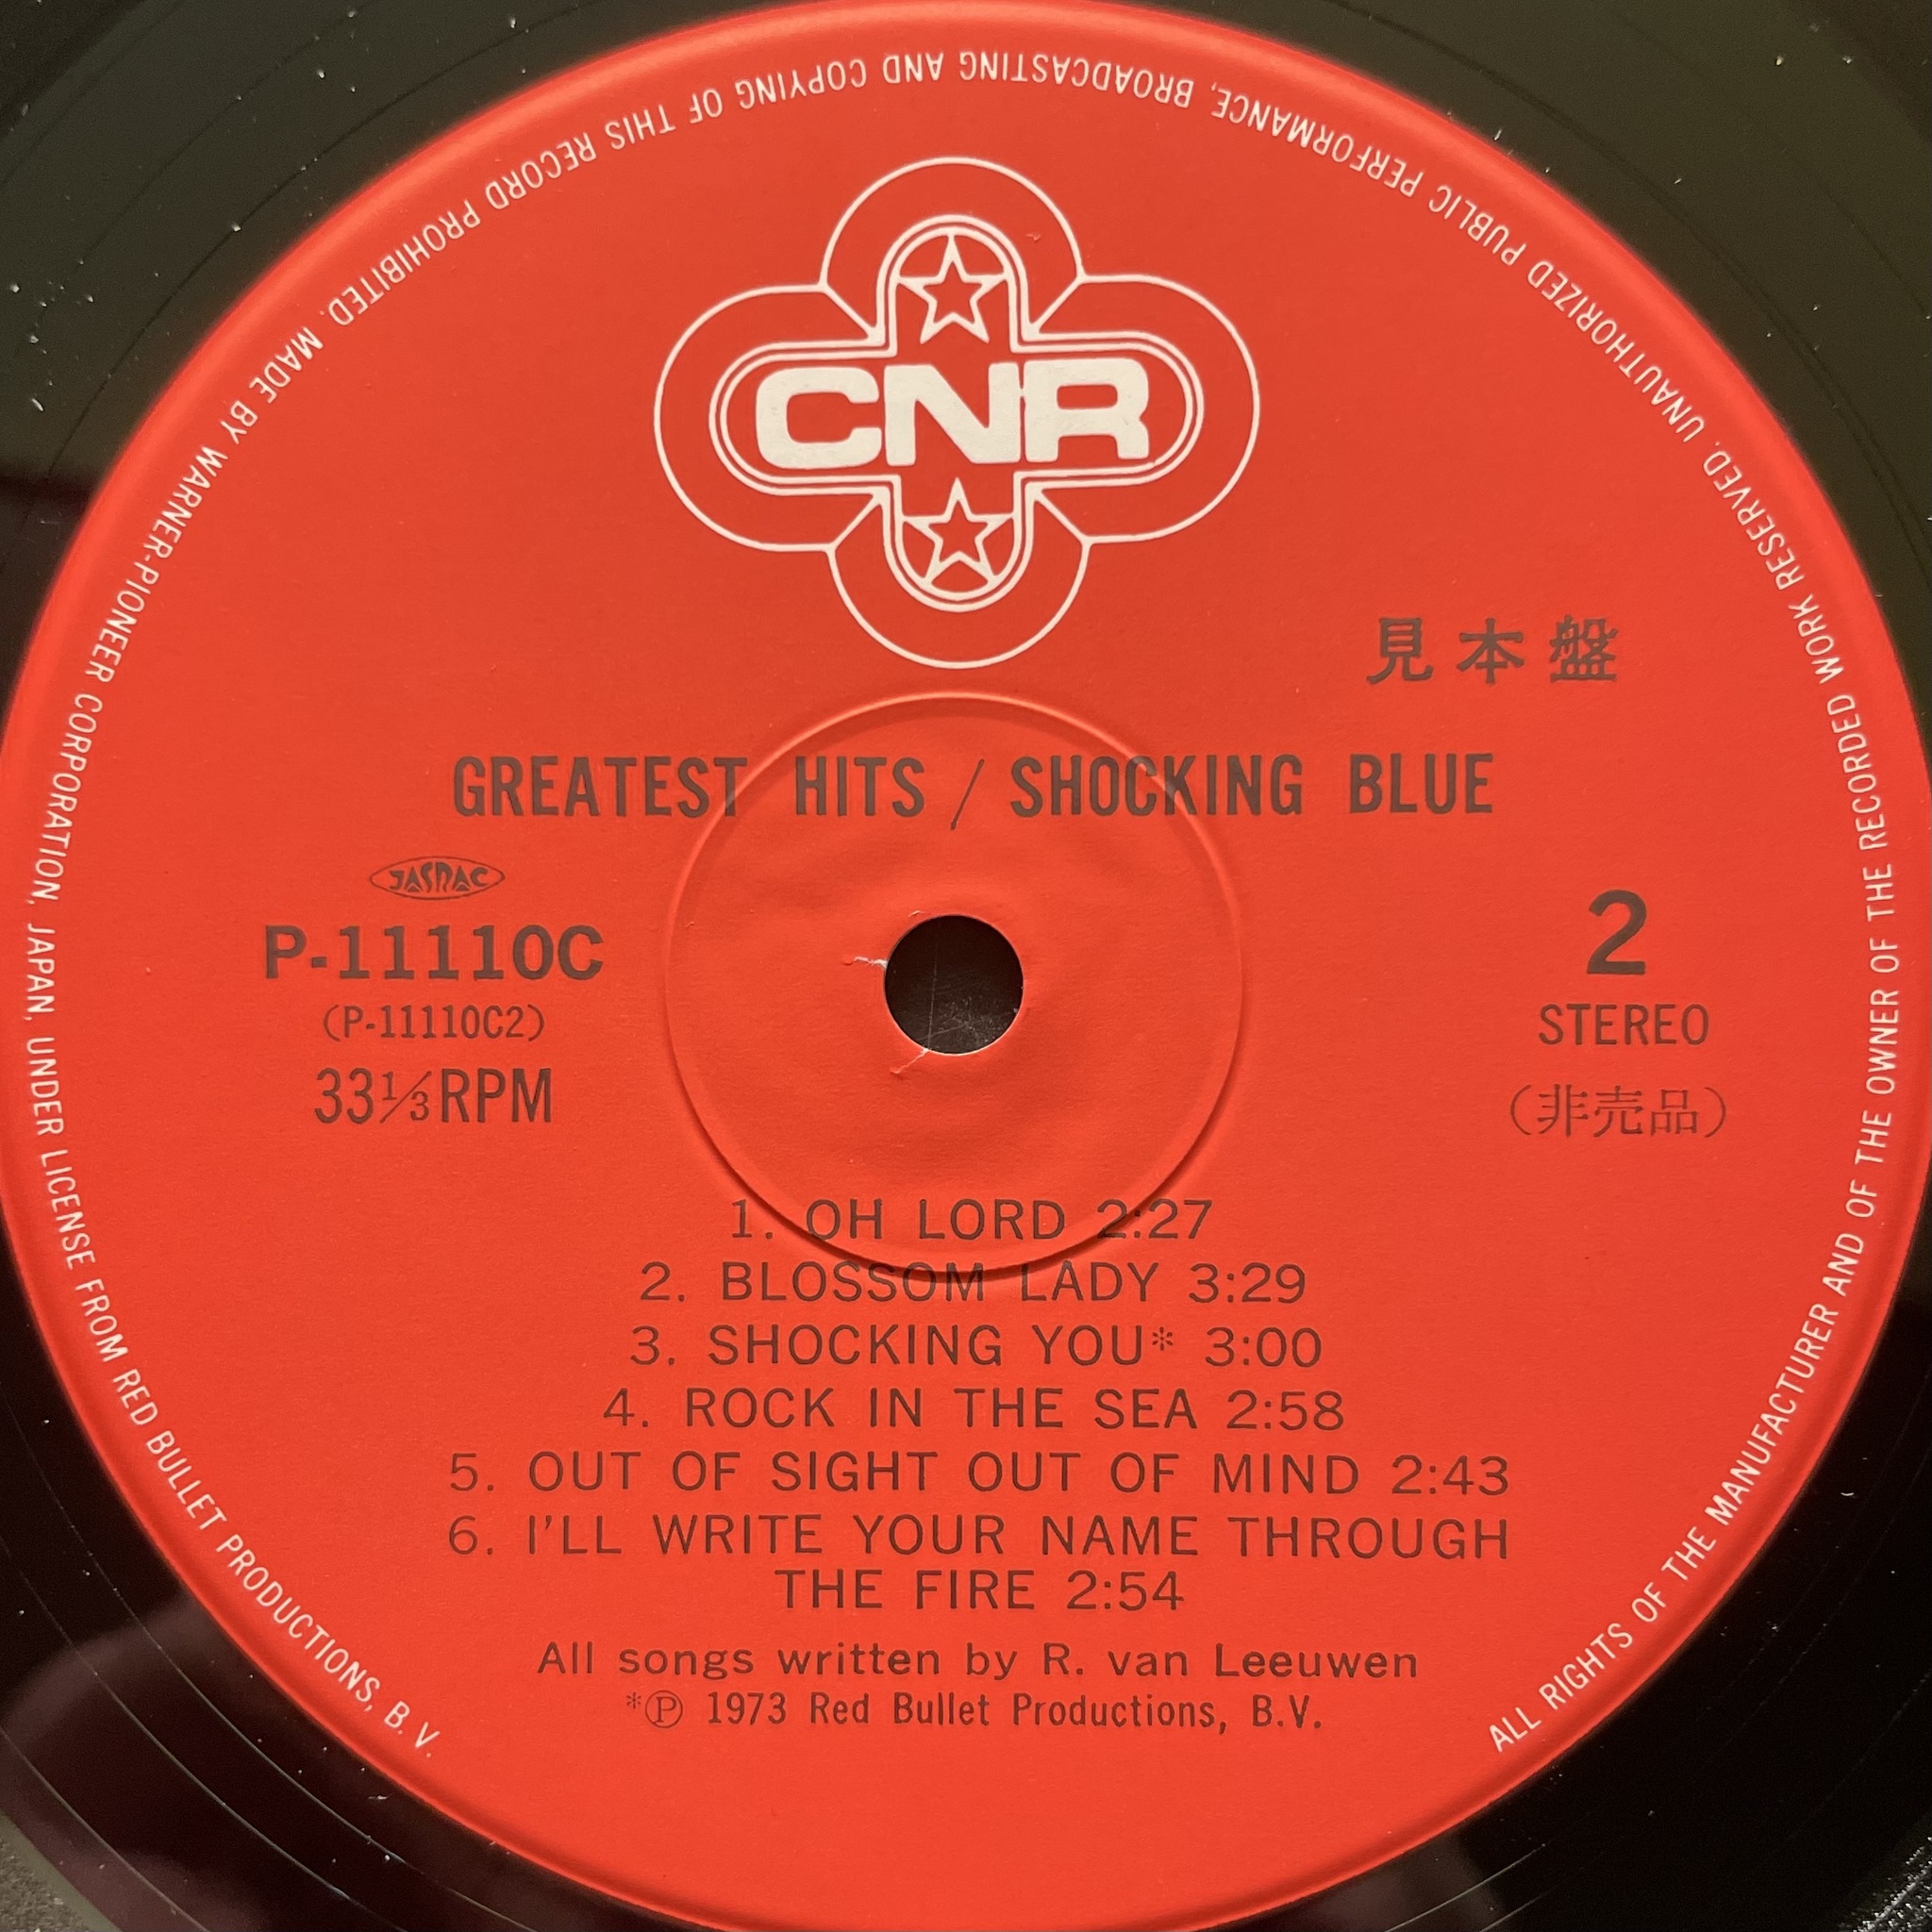 CNR
見本盤
GREATEST HITS / SHOCKING BLUE
JASRAC
P-11110C
(P-11110C2)
33⅓RPM
2
STEREO
(非売品)
1. OH LORD 2:27
2. BLOSSOM LADY 3:29
3. SHOCKING YOU* 3:00
4. ROCK IN THE SEA 2:58
5. OUT OF SIGHT OUT OF MIND 2:43
6. I'LL WRITE YOUR NAME THROUGH
THE FIRE 2:54
All songs written by R. van Leeuwen
*Ⓟ 1973 Red Bullet Productions, B.V.
ALL RIGHTS OF THE MANUFACTURER AND OF THE OWNER OF THE RECORDED WORK RESERVED. UNAUTHORIZED PUBLIC PERFORMANCE, BROADCASTING AND COPYING OF THIS RECORD PROHIBITED. MADE BY WARNER-PIONEER CORPORATION, JAPAN, UNDER LICENSE FROM RED BULLET PRODUCTIONS, B. V.